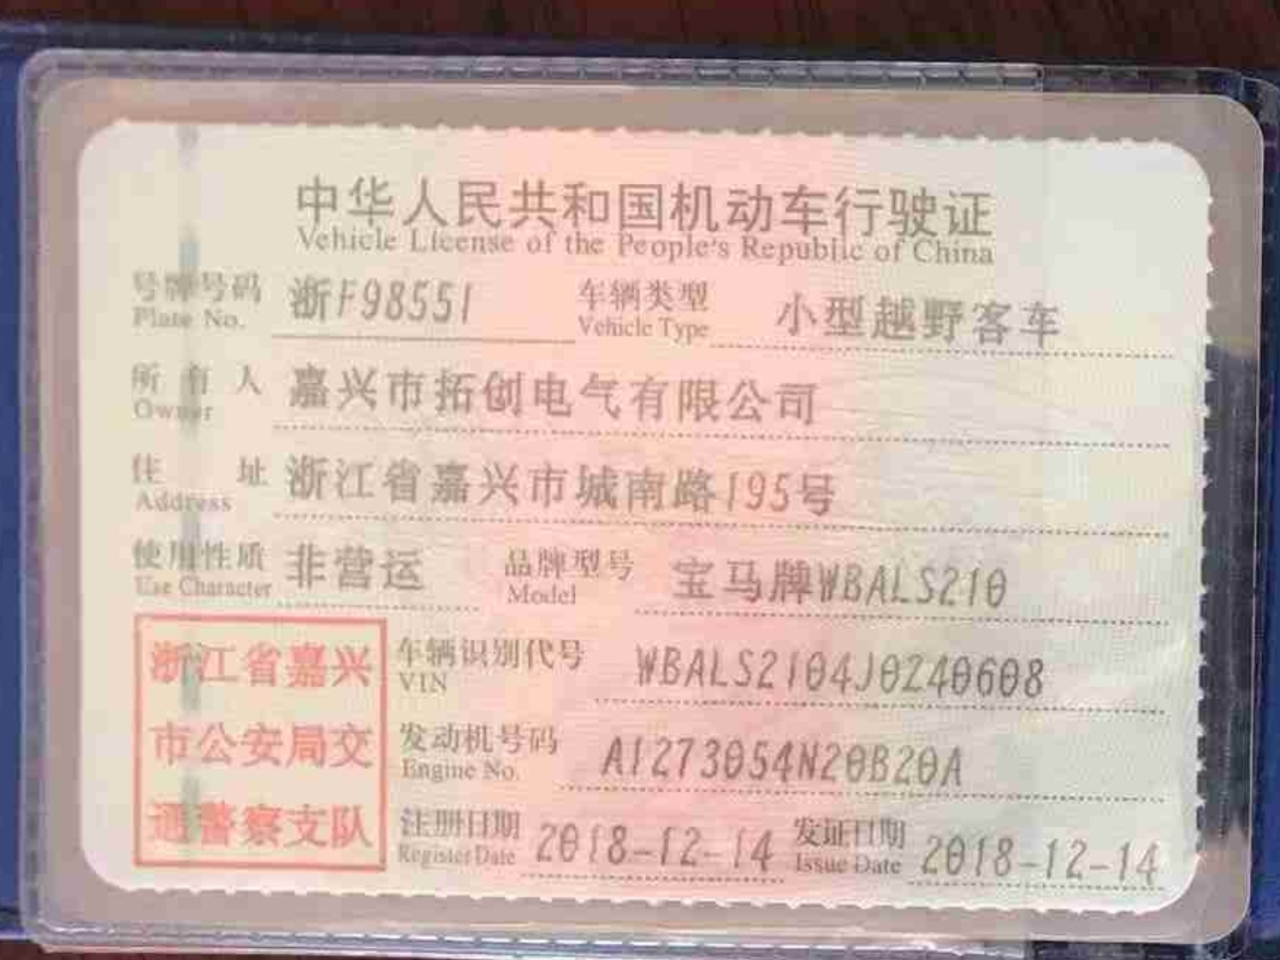 中华人民共和国机动车行驶证
Vehicle License of the People's Republic of China
号牌号码 浙F98551 车辆类型 小型越野客车
Plate No. Vehicle Type
所有人 嘉兴市拓创电气有限公司
Owner
住址 浙江省嘉兴市城南路195号
Address
使用性质 非营运 品牌型号 宝马牌WBALS210
Use Character Model
浙江省嘉兴
市公安局交
通警察支队
车辆识别代号 WBALS2104J0240608
VIN
发动机号码 A1273054N20B20A
Engine No.
注册日期 2018-12-14 发证日期 2018-12-14
Register Date Issue Date